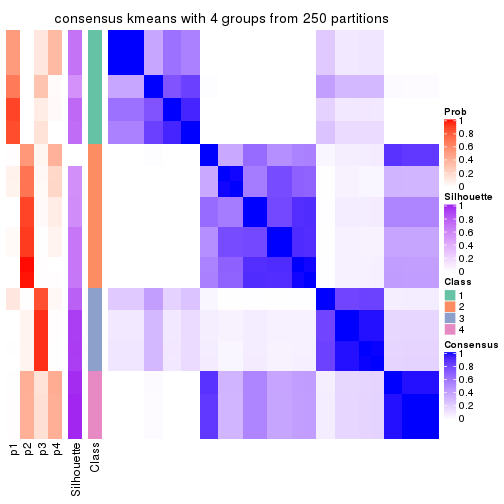 consensus kmeans with 4 groups from 250 partitions
Prob
1
0.8
0.6
0.4
0.2
0
Silhouette
1
0.8
0.6
0.4
0.2
0
Class
1
2
3
4
Consensus
1
0.8
0.6
0.4
0.2
0
p1
p2
p3
p4
Silhouette
Class